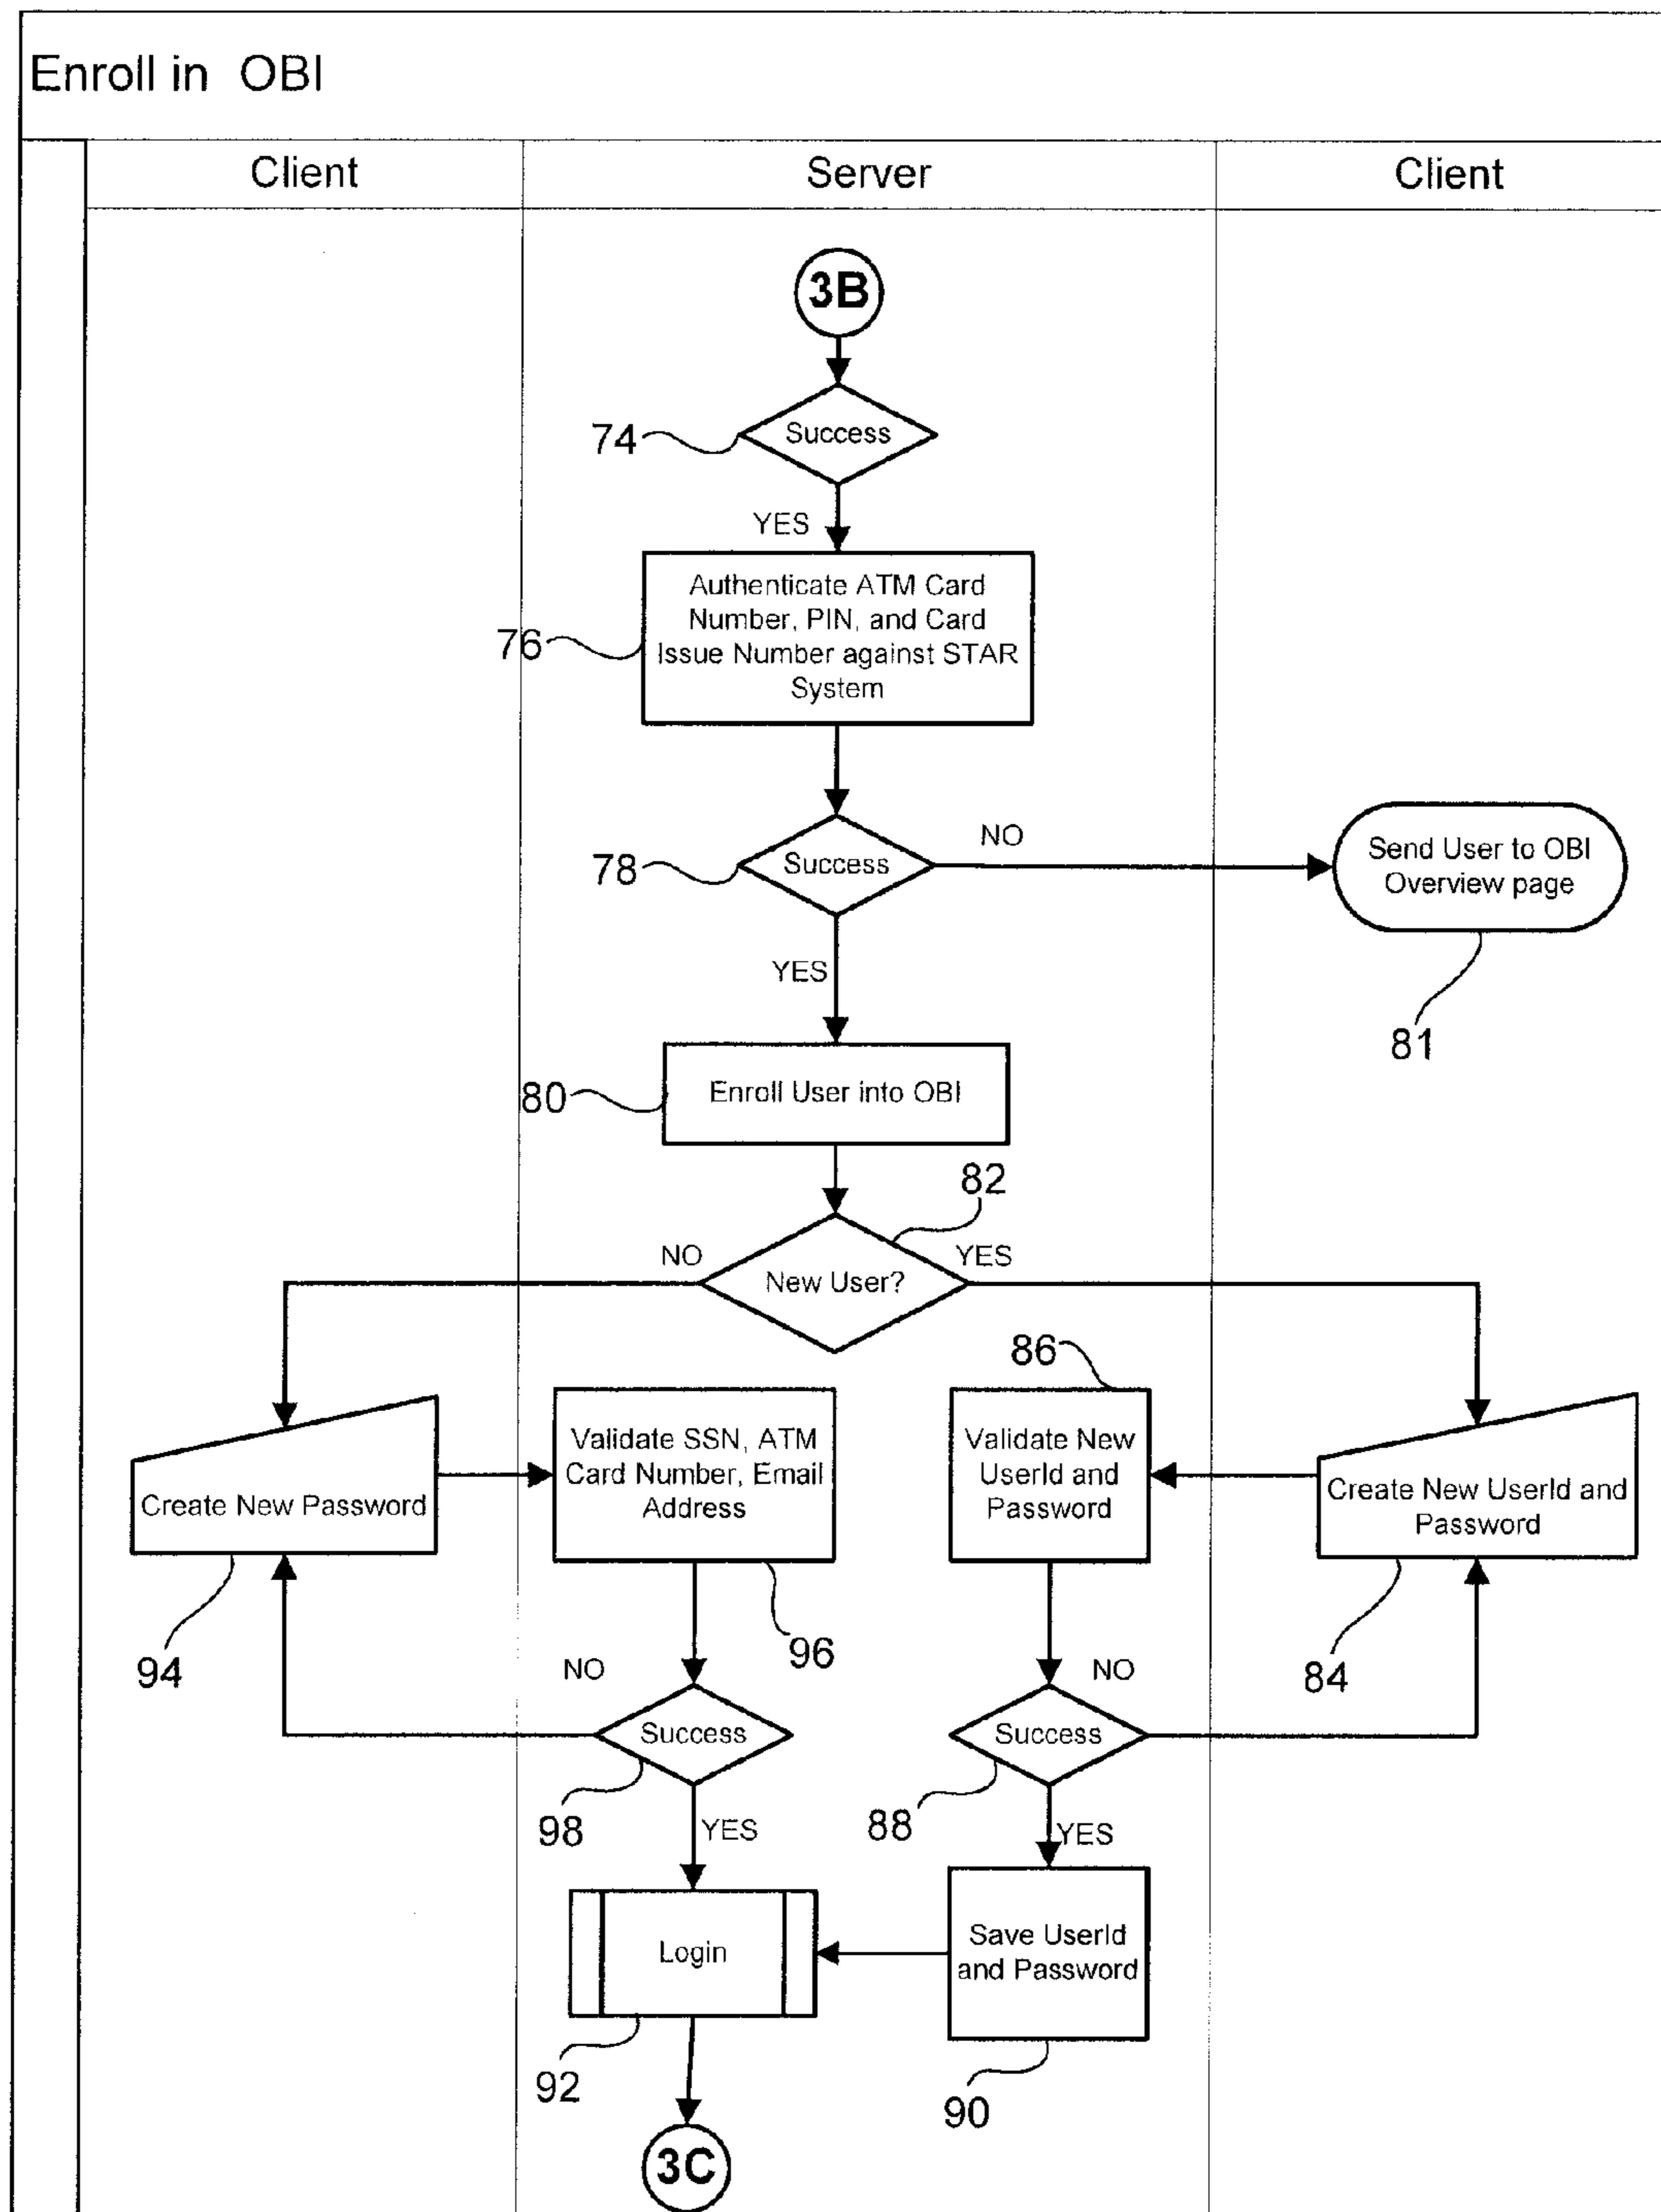 Enroll in OBI
Client
Server
Client
3B
74
Success
YES
76
Authenticate ATM Card
Number, PIN, and Card
Issue Number against STAR
System
78
Success
NO
Send User to OBI
Overview page
81
YES
80
Enroll User into OBI
82
NO
New User?
YES
86
Create New Password
94
Validate SSN, ATM
Card Number, Email
Address
96
Validate New
UserId and
Password
Create New UserId and
Password
84
NO
Success
98
NO
Success
88
YES
YES
Login
92
Save UserId
and Password
90
3C